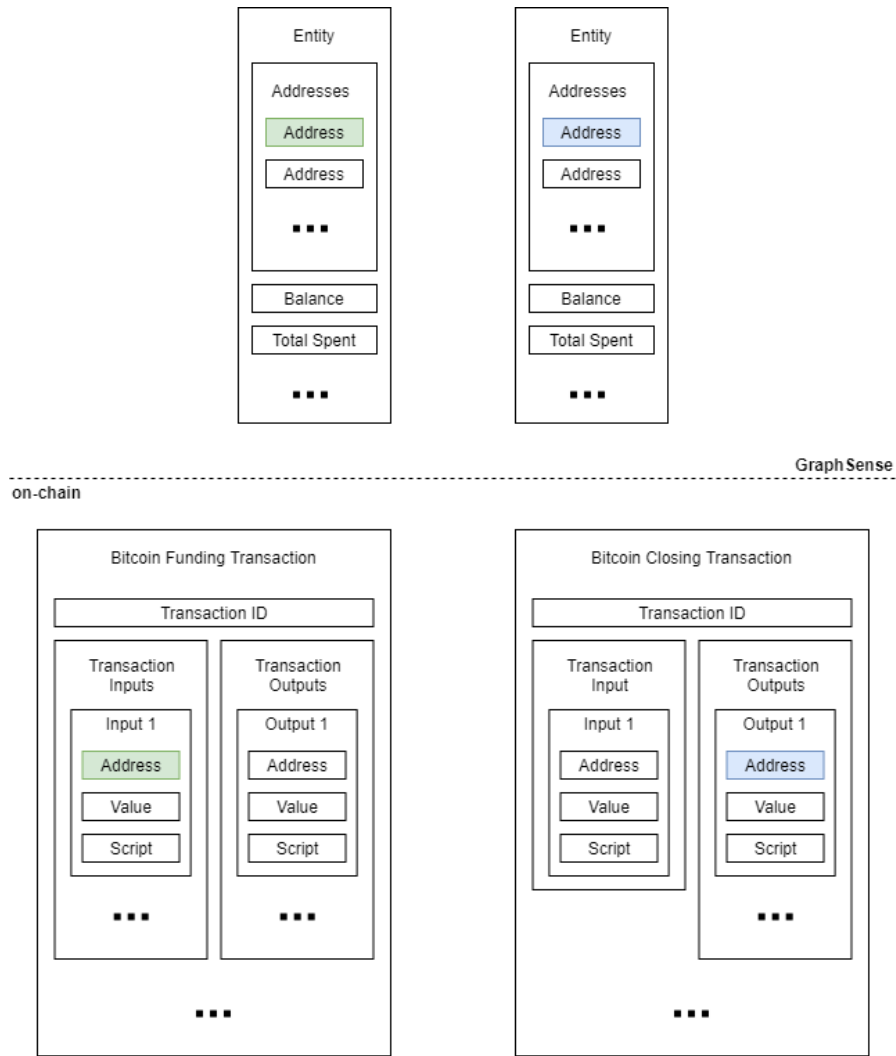 Entity
Addresses
Address
Address
Balance
Total Spent
Entity
Addresses
Address
Address
Balance
Total Spent
GraphSense
on-chain
Bitcoin Funding Transaction
Transaction ID
Transaction
Inputs
Input 1
Address
Value
Script
Transaction
Outputs
Output 1
Address
Value
Script
Bitcoin Closing Transaction
Transaction ID
Transaction
Input
Input 1
Address
Value
Script
Transaction
Outputs
Output 1
Address
Value
Script